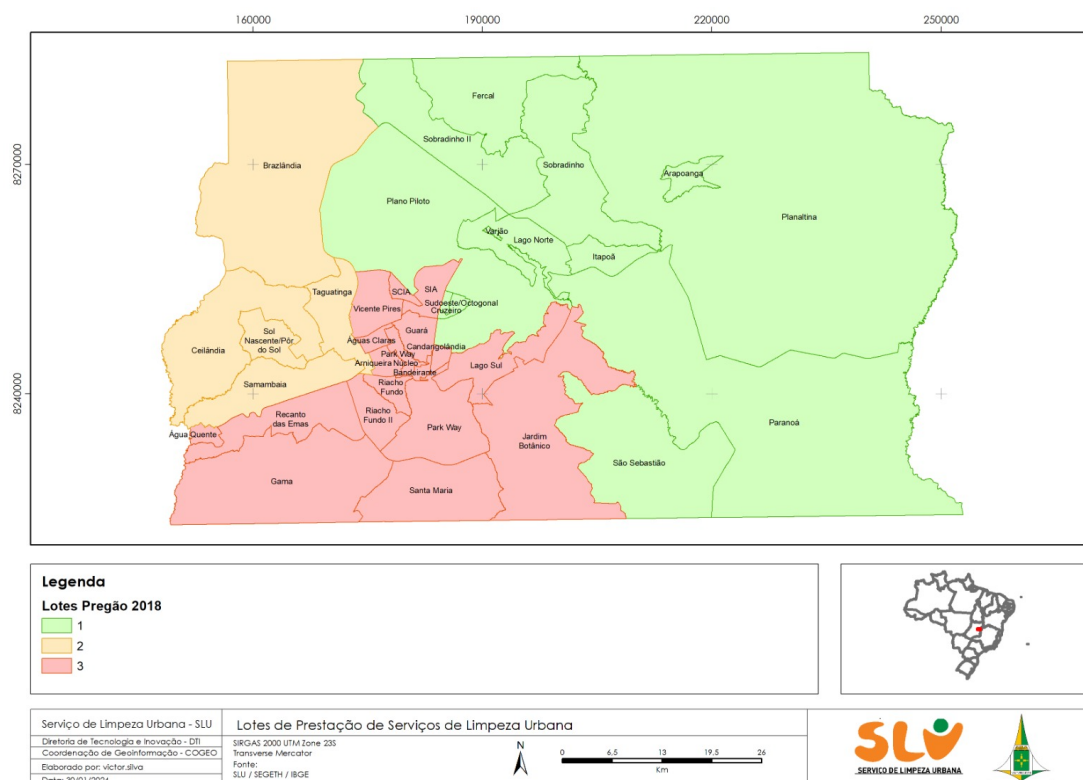 160000
190000
220000
250000
8270000
8240000
Fercal
Sobradinho II
Brazlândia
Sobradinho
Arapoanga
Plano Piloto
Planaltina
Varjão
Lago Norte
Itapoã
Taguatinga
SCIA
SIA
Vicente Pires
Sudoeste/Octogonal
Cruzeiro
Sol
Nascente/Pôr
do Sol
Guará
Ceilândia
Águas Claras
Candangolândia
Park Way
Arniqueira
Núcleo
Bandeirante
Lago Sul
Samambaia
Riacho
Fundo
Recanto
das Emas
Riacho
Fundo II
Park Way
Água Quente
Jardim
Botânico
Paranoá
São Sebastião
Gama
Santa Maria
Legenda
Lotes Pregão 2018
1
2
3
Serviço de Limpeza Urbana - SLU
Diretoria de Tecnologia e Inovação - DTI
Coordenação de Geoinformação - COGEO
Elaborado por: victor.silva
Data: 30/01/2024
Lotes de Prestação de Serviços de Limpeza Urbana
SIRGAS 2000 UTM Zone 23S
Transverse Mercator
Fonte:
SLU / SEGETH / IBGE
N
0 6.5 13 19.5 26
Km
SLU
SERVIÇO DE LIMPEZA URBANA